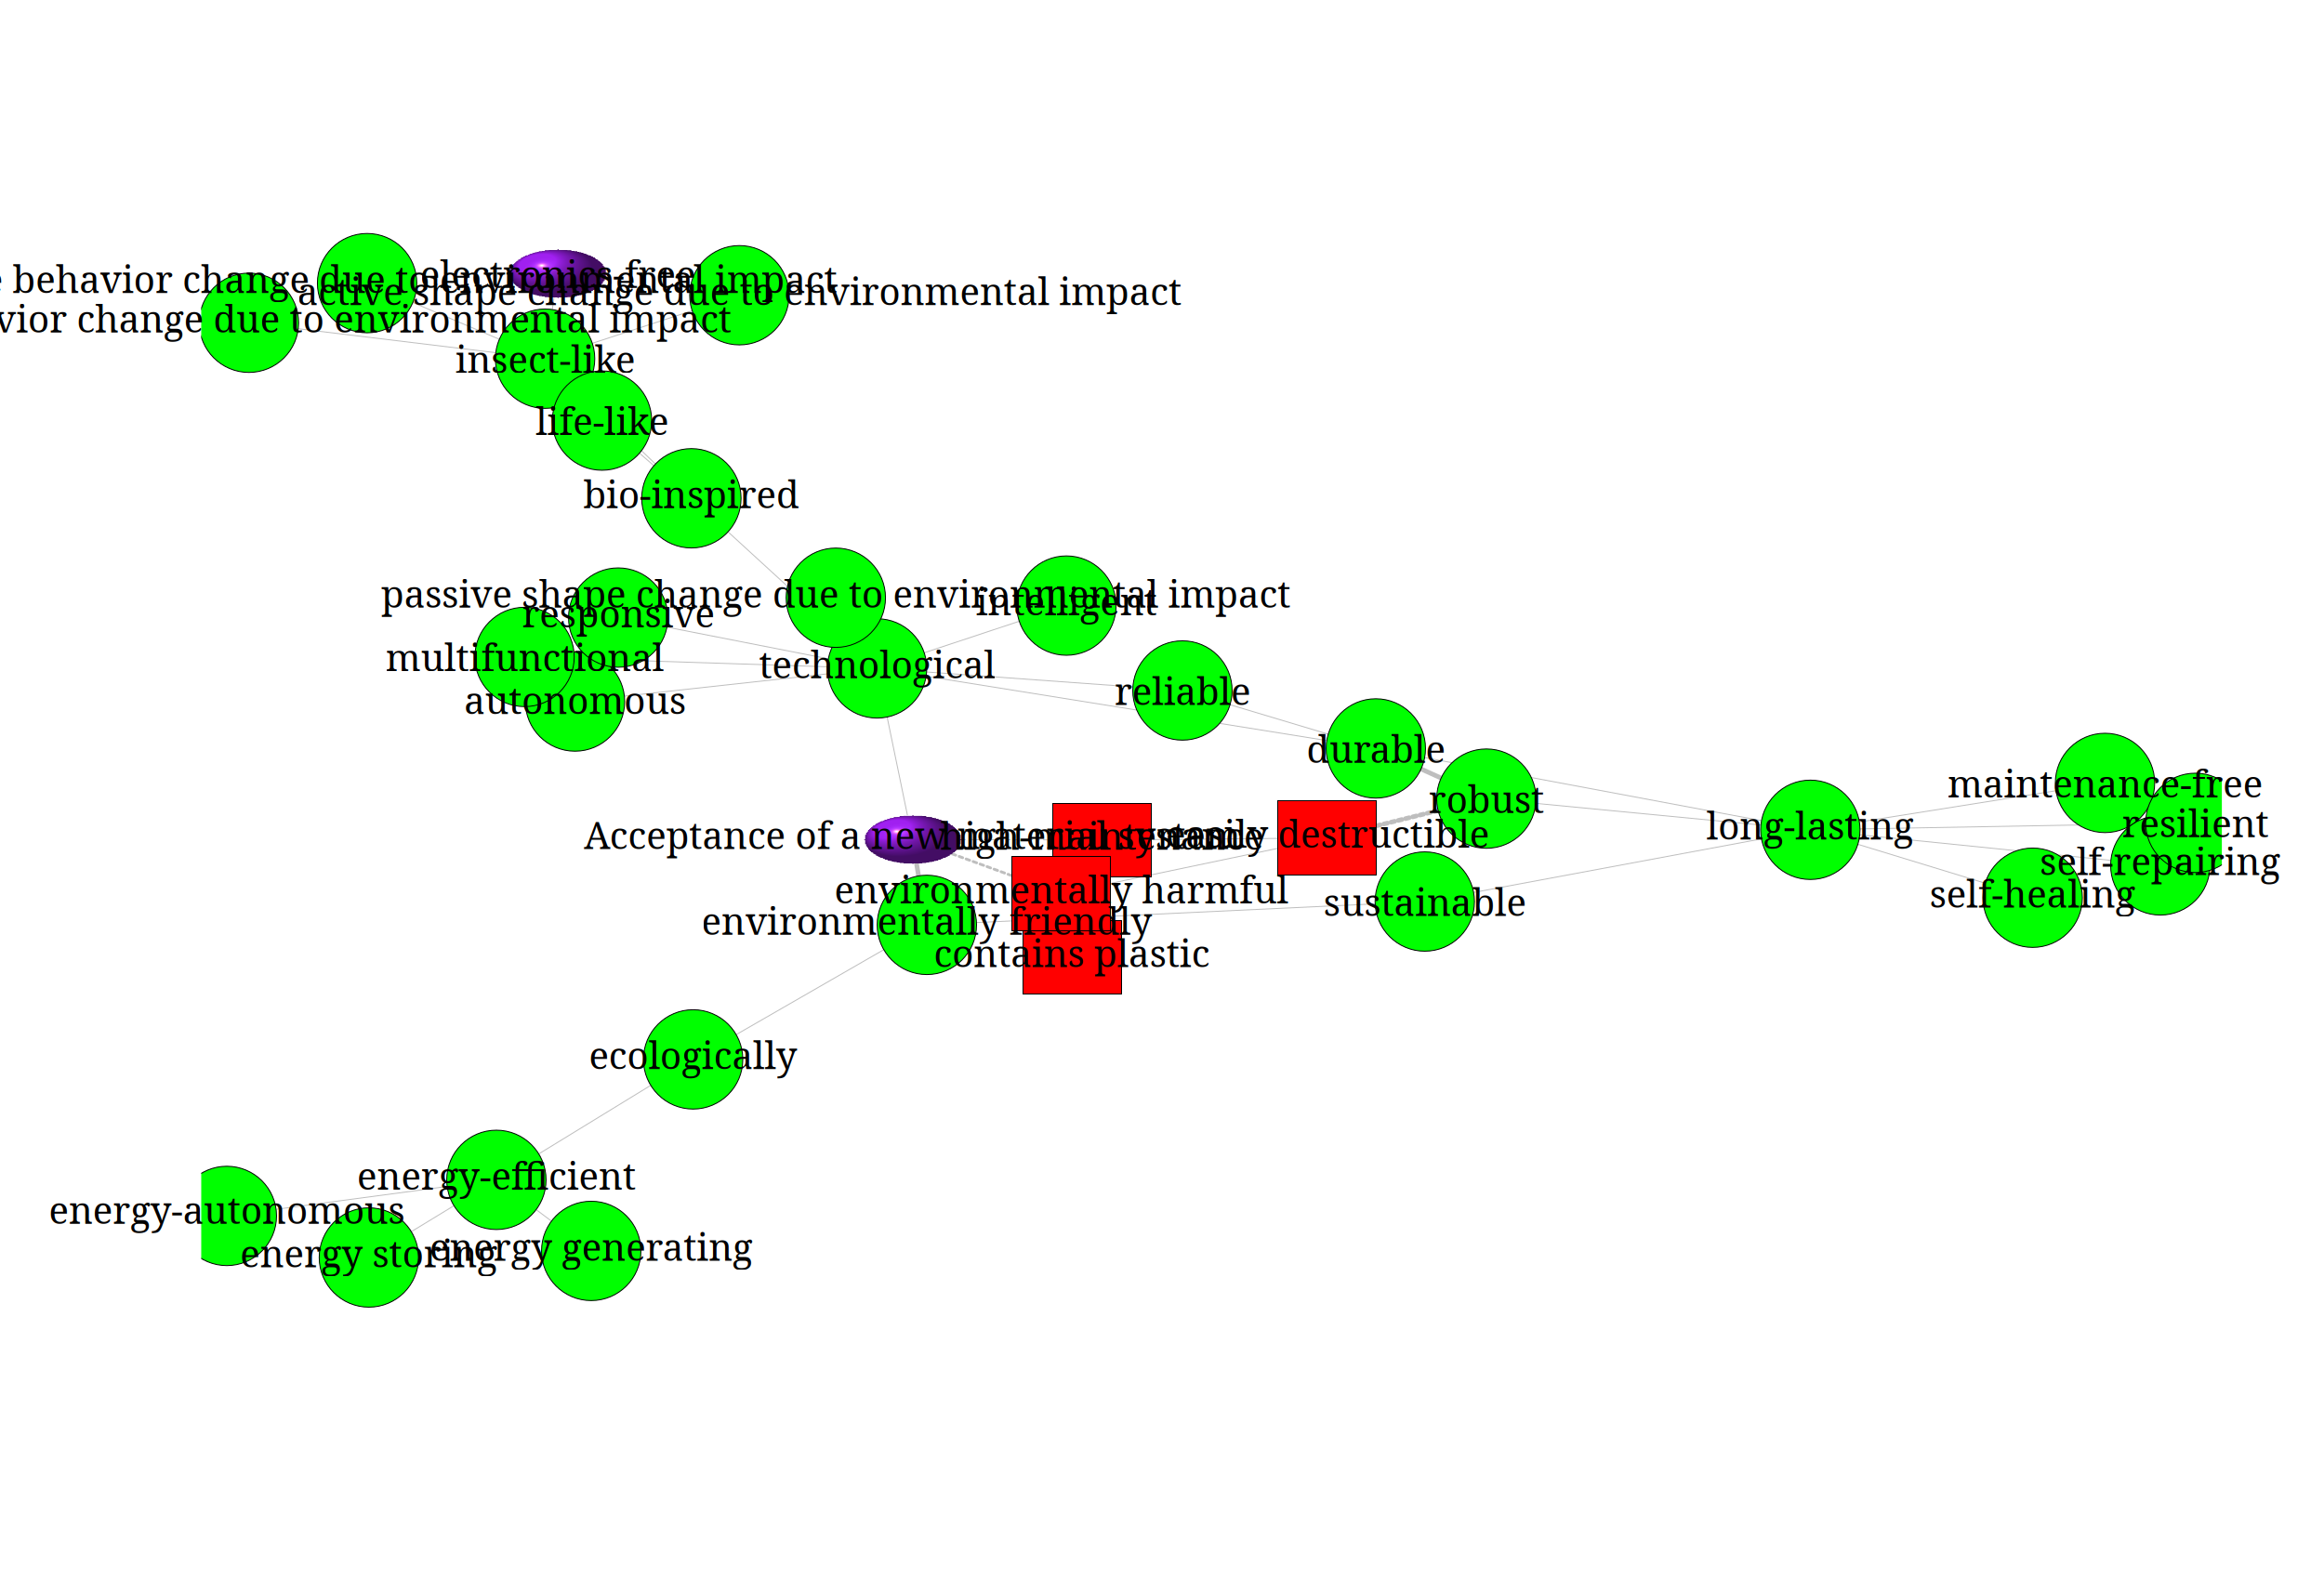 electronics-free
e behavior change due to environmental impact
active shape change due to environmental impact
vior change due to environmental impact
insect-like
life-like
bio-inspired
passive shape change due to environmental impact
intelligent
responsive
multifunctional
technological
reliable
autonomous
durable
maintenance-free
robust
resilient
long-lasting
Acceptance of a new material system
high-maintenance
easily destructible
self-repairing
environmentally harmful
self-healing
sustainable
environmentally friendly
contains plastic
ecologically
energy-efficient
energy-autonomous
energy generating
energy storing